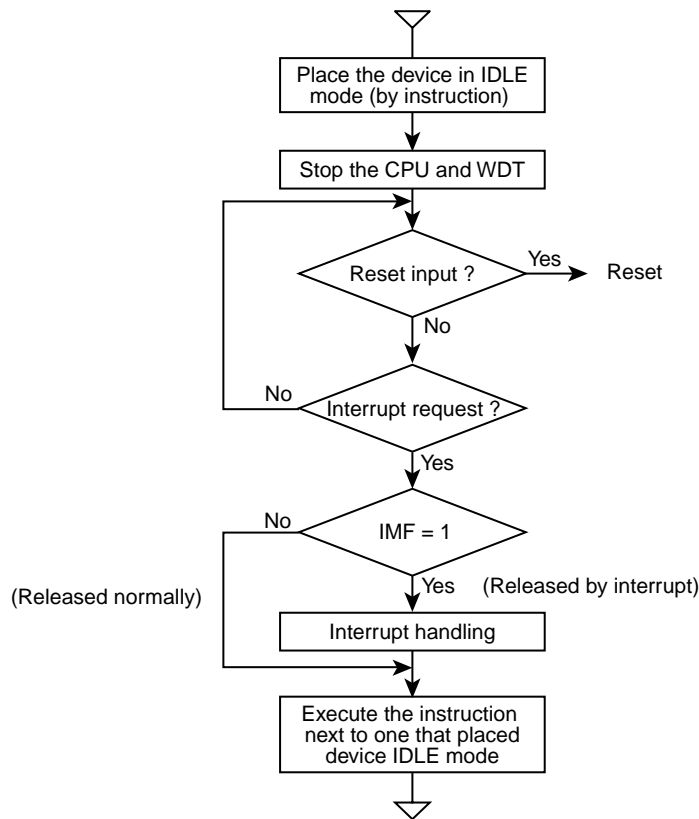 Place the device in IDLE
mode (by instruction)
Stop the CPU and WDT
Reset input ?
Yes
Reset
No
Interrupt request ?
No
Yes
IMF = 1
No
(Released normally)
Yes
(Released by interrupt)
Interrupt handling
Execute the instruction
next to one that placed
device IDLE mode